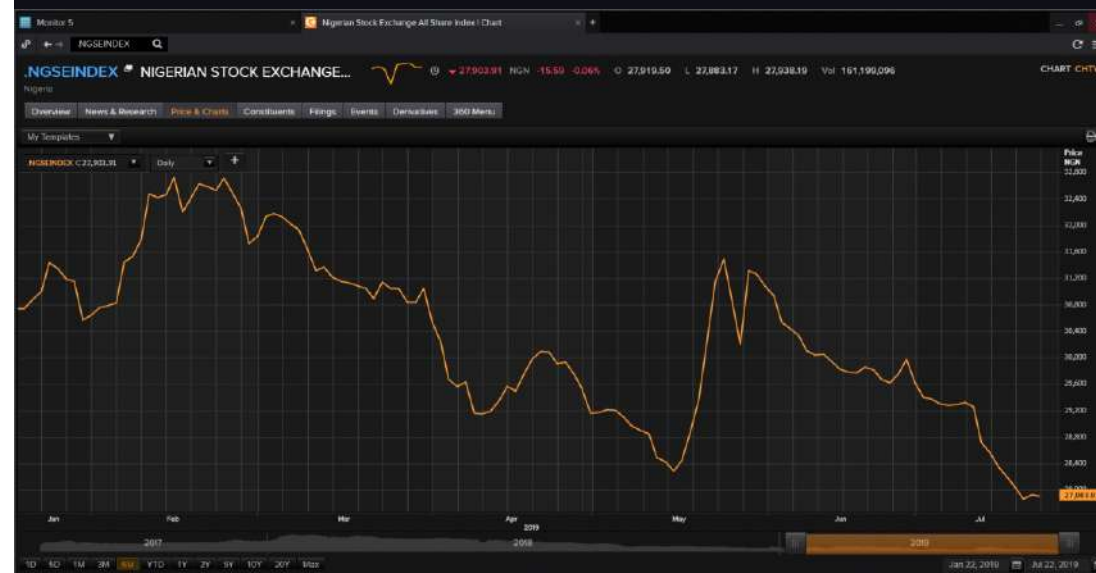 Monitor 5 × Nigerian Stock Exchange All Share Index | Chart × +
.NGSEINDEX
.NGSEINDEX NIGERIAN STOCK EXCHANGE... 27,903.91 NGN -15.59 -0.06% O 27,919.50 L 27,883.17 H 27,938.19 Vol 161,199,096 CHART
Nigeria
Overview News & Research Price & Charts Constituents Filings Events Derivatives 360 Menu
My Templates
.NGSEINDEX Daily +
Price
NGN
32,800
32,400
32,000
31,600
31,200
30,800
30,400
30,000
29,600
29,200
28,800
28,400
Jan Feb Mar Apr May Jun Jul
2019
2017 2018 2019
1D 5D 1M 3M 6M YTD 1Y 2Y 5Y 10Y 20Y Max Jan 22, 2019 Jul 22, 2019